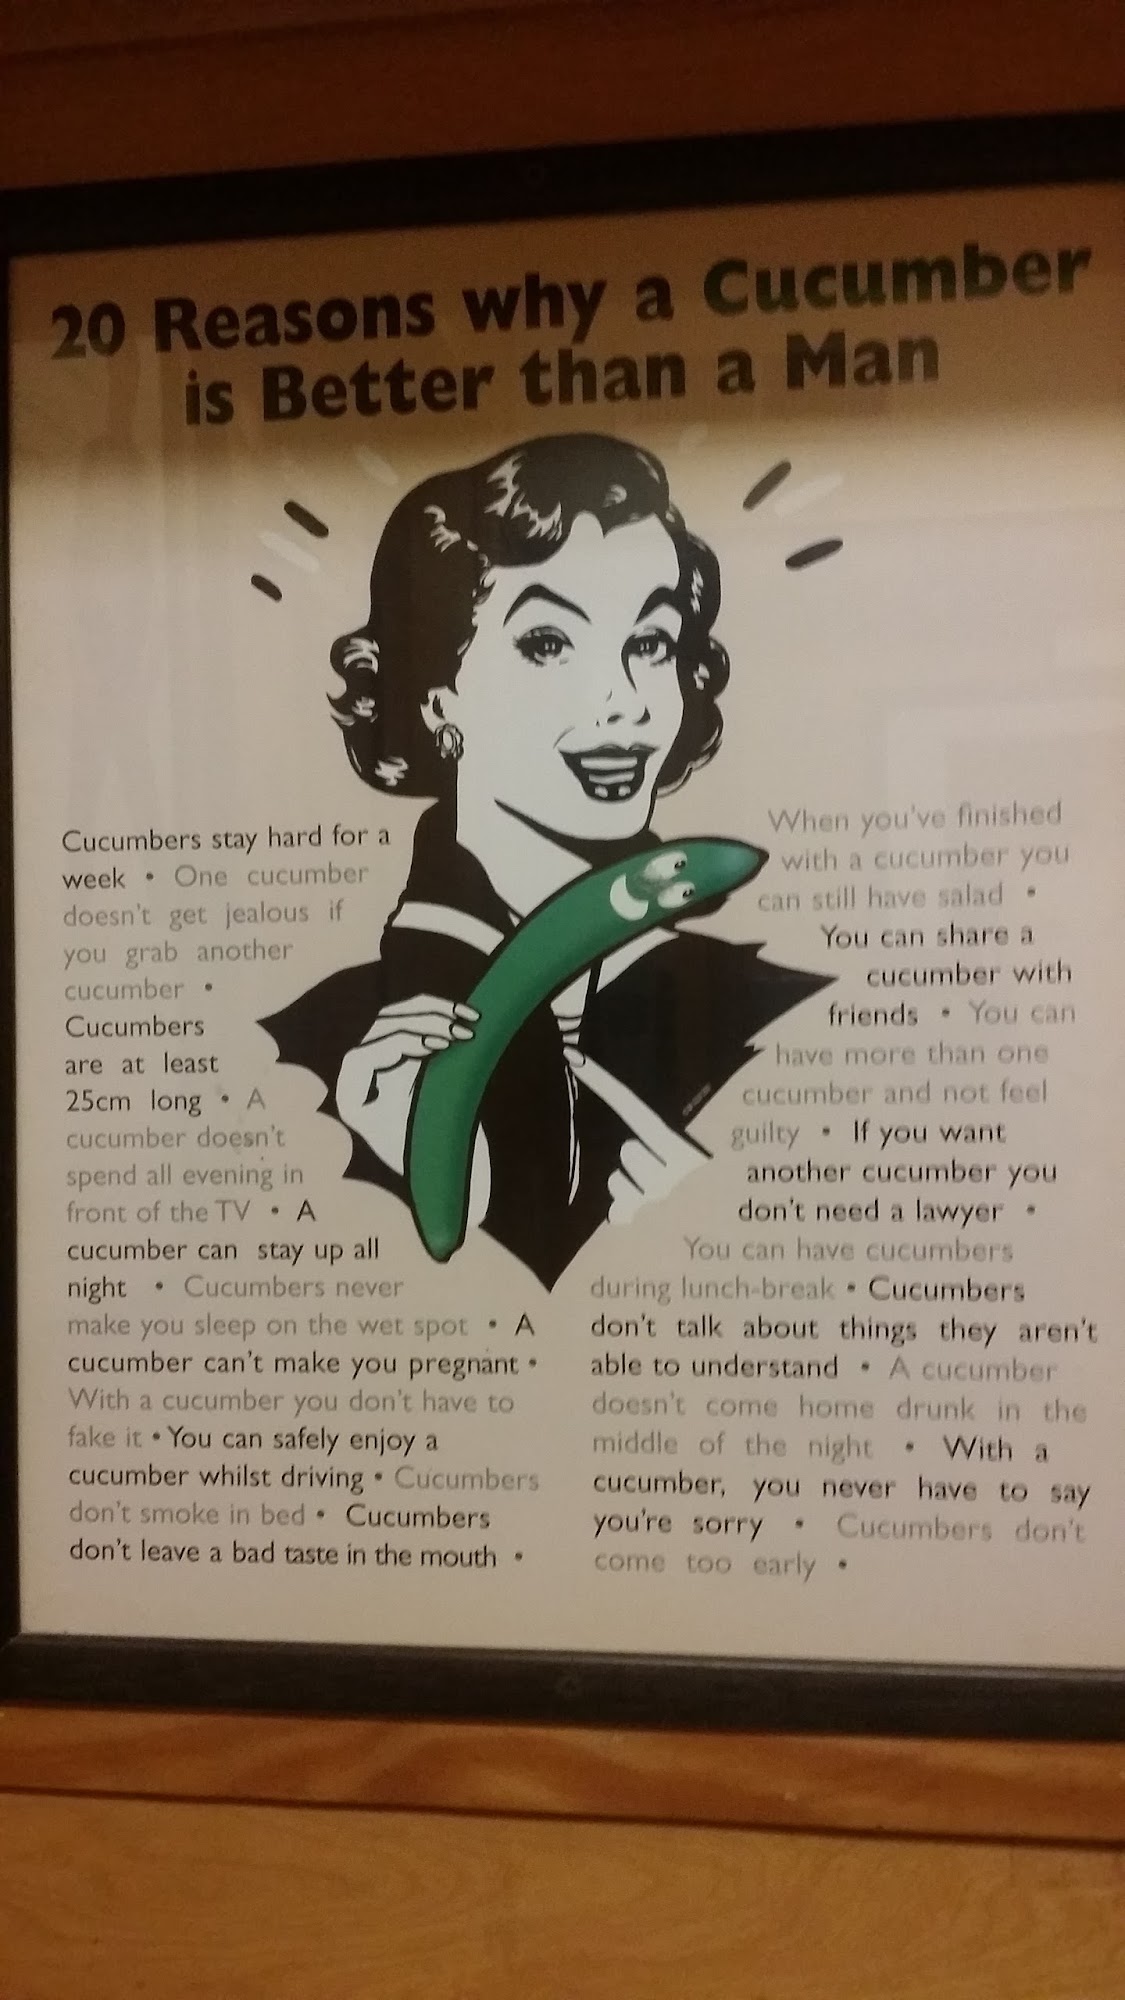 20 Reasons why a Cucumber
is Better than a Man
Cucumbers stay hard for a
week • One cucumber
doesn't get jealous if
you grab another
cucumber •
Cucumbers
are at least
25cm long • A
cucumber doesn't
spend all evening in
front of the TV • A
cucumber can stay up all
night • Cucumbers never
make you sleep on the wet spot • A
cucumber can't make you pregnant •
With a cucumber you don't have to
fake it • You can safely enjoy a
cucumber whilst driving • Cucumbers
don't smoke in bed • Cucumbers
don't leave a bad taste in the mouth •
When you've finished
with a cucumber you
can still have salad •
You can share a
cucumber with
friends • You can
have more than one
cucumber and not feel
guilty • If you want
another cucumber you
don't need a lawyer •
You can have cucumbers
during lunch-break • Cucumbers
don't talk about things they aren't
able to understand • A cucumber
doesn't come home drunk in the
middle of the night • With a
cucumber, you never have to say
you're sorry • Cucumbers don't
come too early •